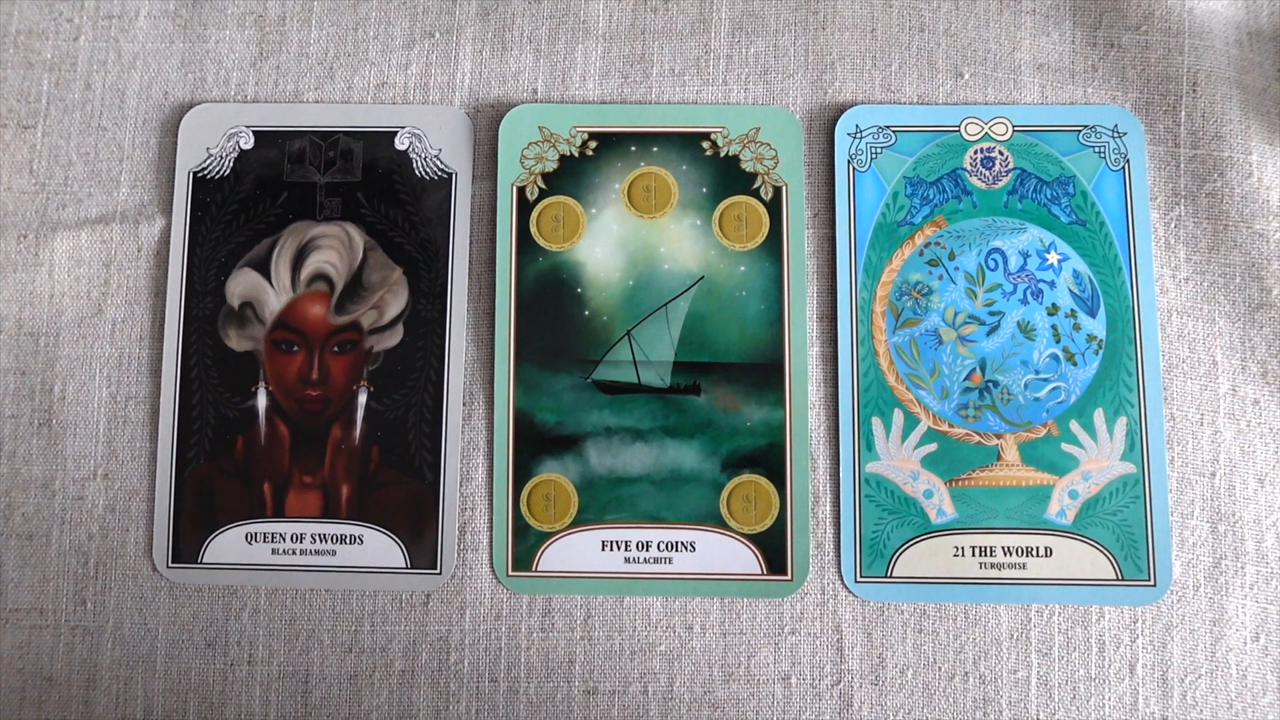 QUEEN OF SWORDS
BLACK DIAMOND
FIVE OF COINS
MALACHITE
21 THE WORLD
TURQUOISE